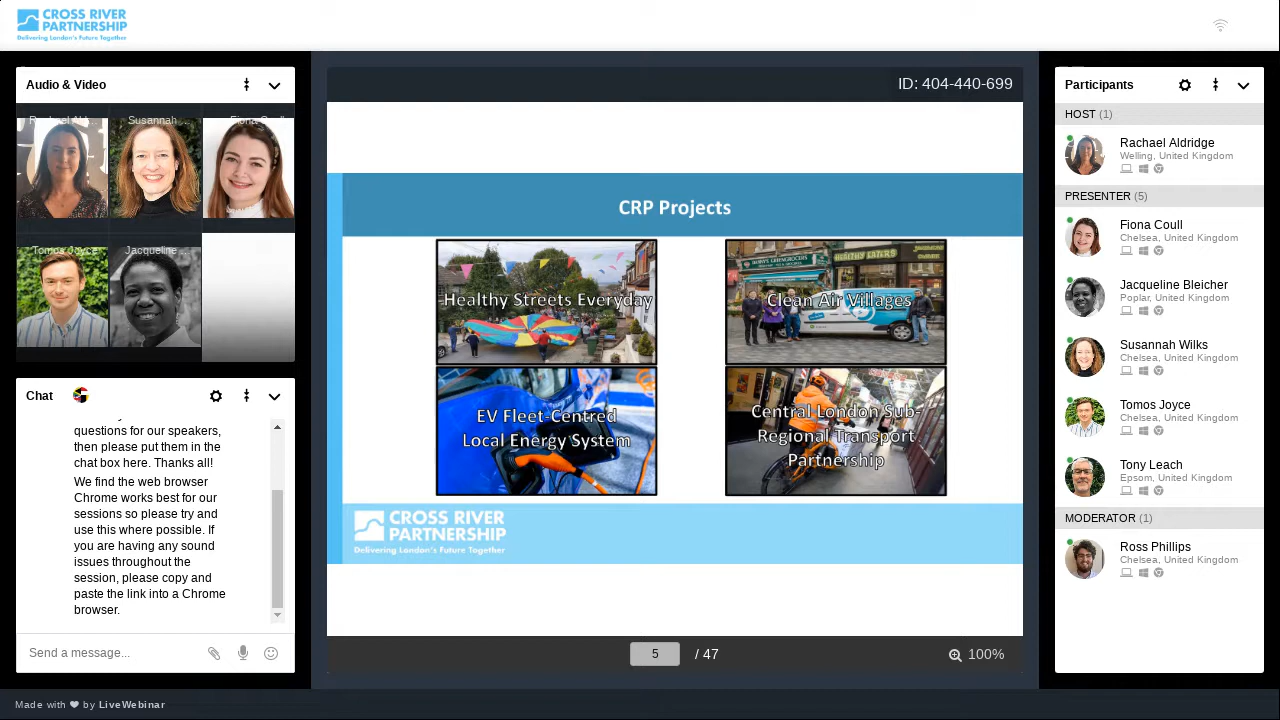 CROSS RIVER
PARTNERSHIP
Delivering London's Future Together
Audio & Video
Susannah ...
Fiona Coull
Tomos Joyce
Jacqueline ...
Chat
questions for our speakers,
then please put them in the
chat box here. Thanks all!
We find the web browser
Chrome works best for our
sessions so please try and
use this where possible. If
you are having any sound
issues throughout the
session, please copy and
paste the link into a Chrome
browser.
Send a message...
ID: 404-440-699
CRP Projects
Healthy Streets Everyday
Clean Air Villages
EV Fleet-Centred
Local Energy System
Central London Sub-
Regional Transport
Partnership
CROSS RIVER
PARTNERSHIP
Delivering London's Future Together
5 / 47
100%
Participants
HOST (1)
Rachael Aldridge
Welling, United Kingdom
PRESENTER (5)
Fiona Coull
Chelsea, United Kingdom
Jacqueline Bleicher
Poplar, United Kingdom
Susannah Wilks
Chelsea, United Kingdom
Tomos Joyce
Chelsea, United Kingdom
Tony Leach
Epsom, United Kingdom
MODERATOR (1)
Ross Phillips
Chelsea, United Kingdom
Made with by LiveWebinar